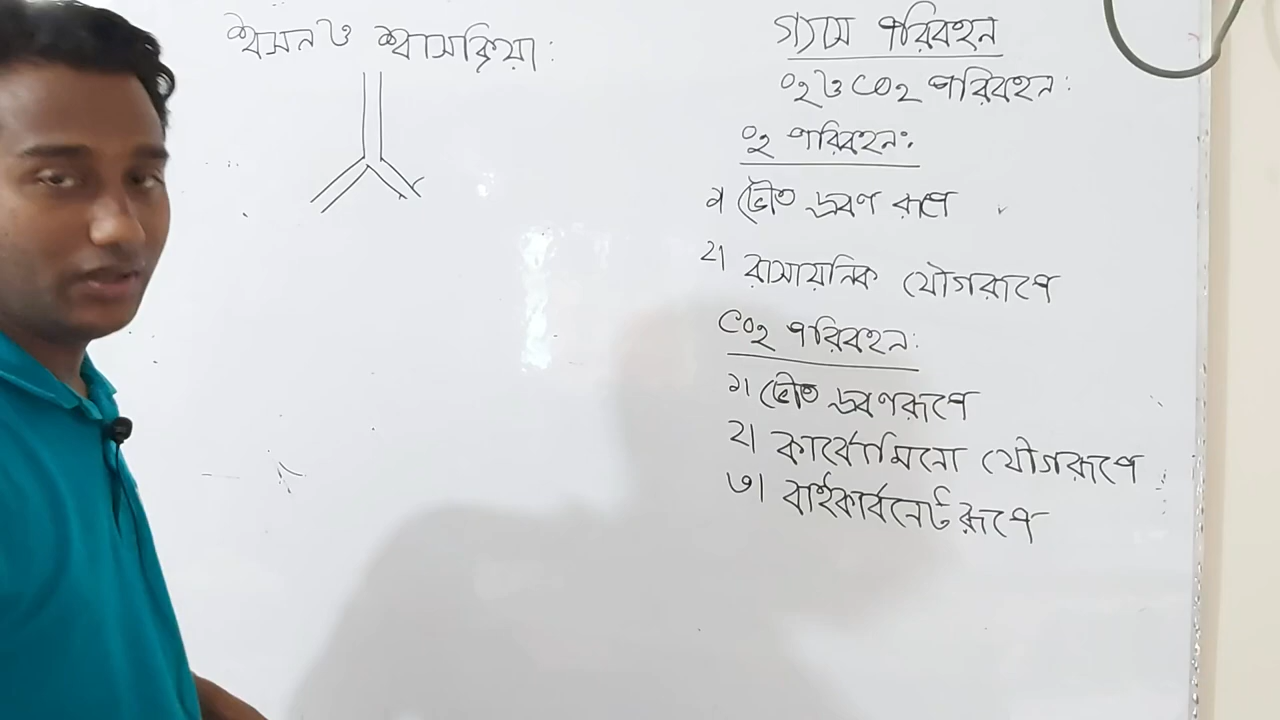 শ্বসন ও শ্বাসক্রিয়া:
গ্যাস পরিবহন
O₂ ও CO₂ পরিবহন:
O₂ পরিবহন:
১। ভৌত দ্রবণ রূপে
২। রাসায়নিক যৌগরূপে
CO₂ পরিবহন:
১। ভৌত দ্রবণরূপে
২। কার্বোমিনো যৌগরূপে
৩। বাইকার্বনেট রূপে